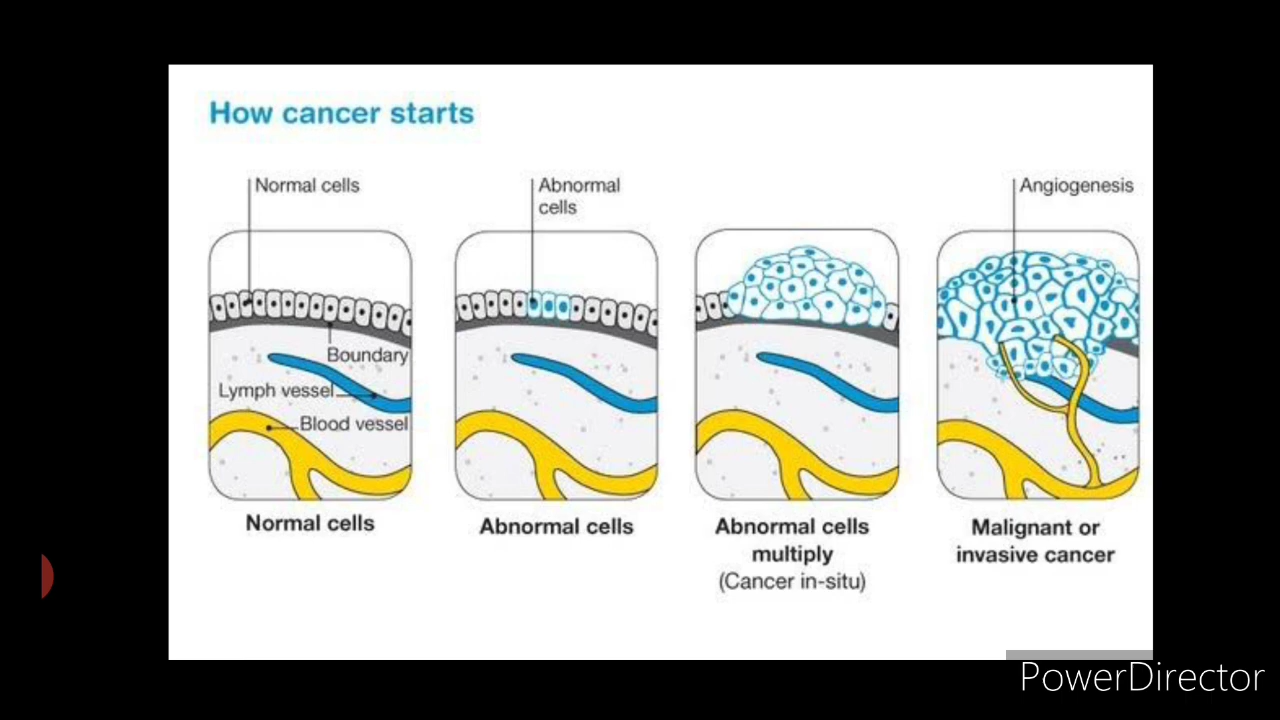 How cancer starts
Normal cells
Abnormal
cells
Angiogenesis
Boundary
Lymph vessel
Blood vessel
Normal cells
Abnormal cells
Abnormal cells
multiply
(Cancer in-situ)
Malignant or
invasive cancer
PowerDirector